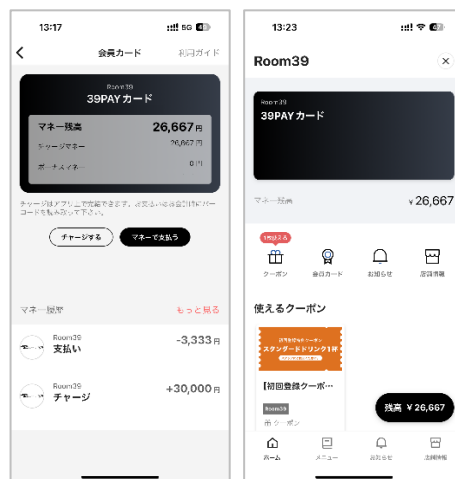 13:17
5G
会員カード
利用ガイド
Room39
39PAYカード
マネー残高
26,667円
チャージマネー
26,667円
ボーナスマネー
0円
チャージはアプリ上で完結できます。お支払いのお会計時にバー
コードを読み取って下さい。
チャージする
マネーで支払う
マネー履歴
もっと見る
Room39
支払い
-3,333円
Room39
チャージ
+30,000円
13:23
Room39
Room39
39PAYカード
マネー残高
¥26,667
1枚使える
クーポン
会員カード
お知らせ
店舗情報
使えるクーポン
スタンダードドリンク1杯
【初回登録クーポ…
Room39
クーポン
残高 ¥26,667
ホーム
メニュー
お知らせ
店舗情報